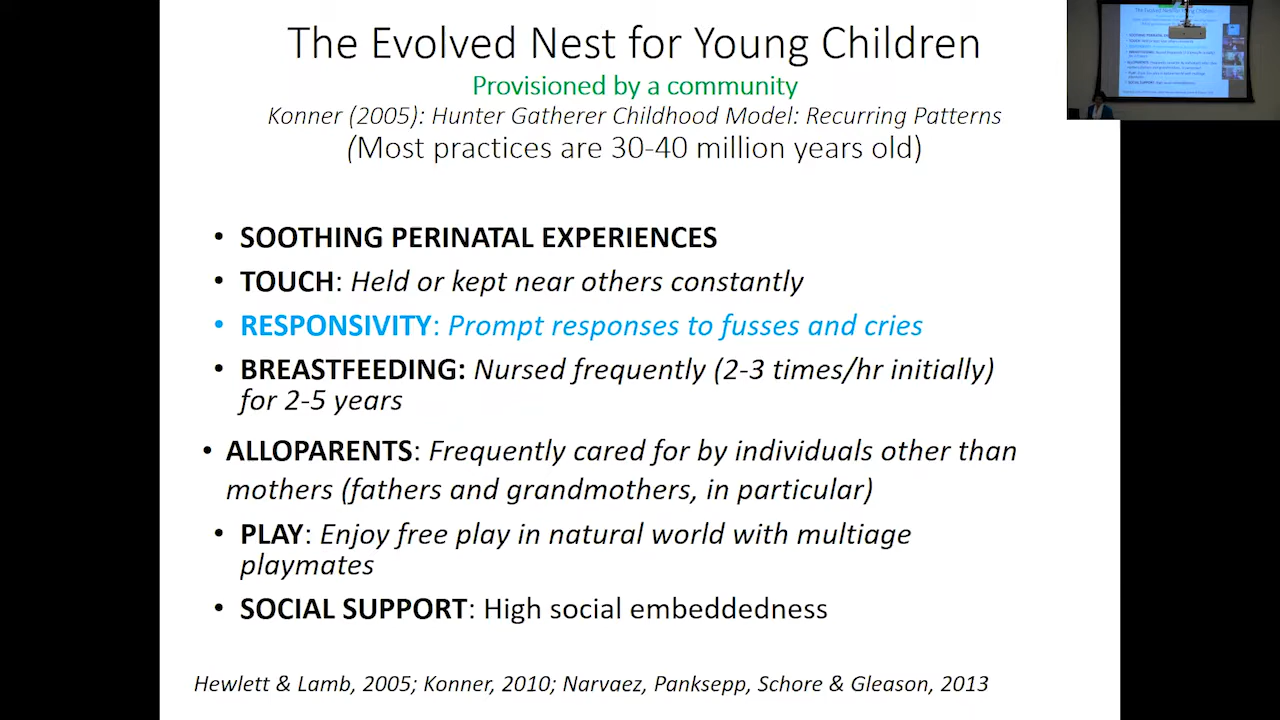 The Evolved Nest for Young Children
Provisioned by a community
Konner (2005): Hunter Gatherer Childhood Model: Recurring Patterns
(Most practices are 30-40 million years old)
• SOOTHING PERINATAL EXPERIENCES
• TOUCH: Held or kept near others constantly
• RESPONSIVITY: Prompt responses to fusses and cries
• BREASTFEEDING: Nursed frequently (2-3 times/hr initially)
for 2-5 years
• ALLOPARENTS: Frequently cared for by individuals other than
mothers (fathers and grandmothers, in particular)
• PLAY: Enjoy free play in natural world with multiage
playmates
• SOCIAL SUPPORT: High social embeddedness
Hewlett & Lamb, 2005; Konner, 2010; Narvaez, Panksepp, Schore & Gleason, 2013